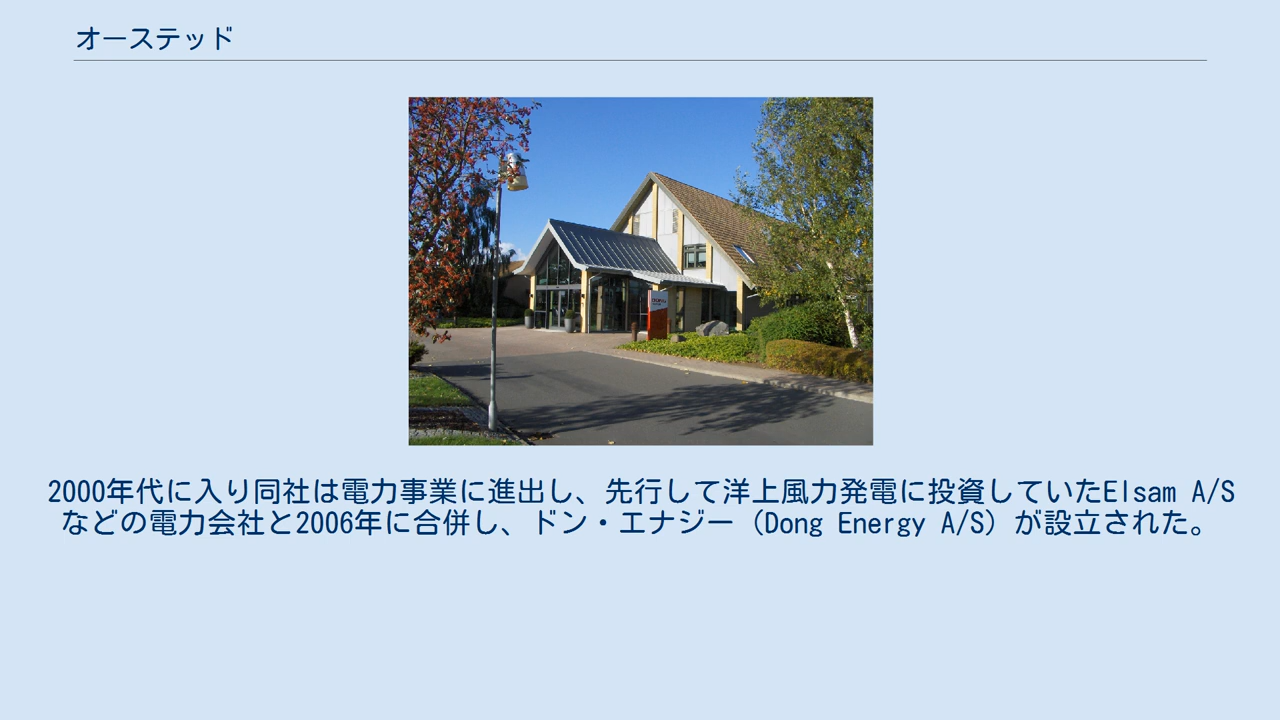 オーステッド
2000年代に入り同社は電力事業に進出し、先行して洋上風力発電に投資していたElsam A/S
などの電力会社と2006年に合併し、ドン・エナジー（Dong Energy A/S）が設立された。